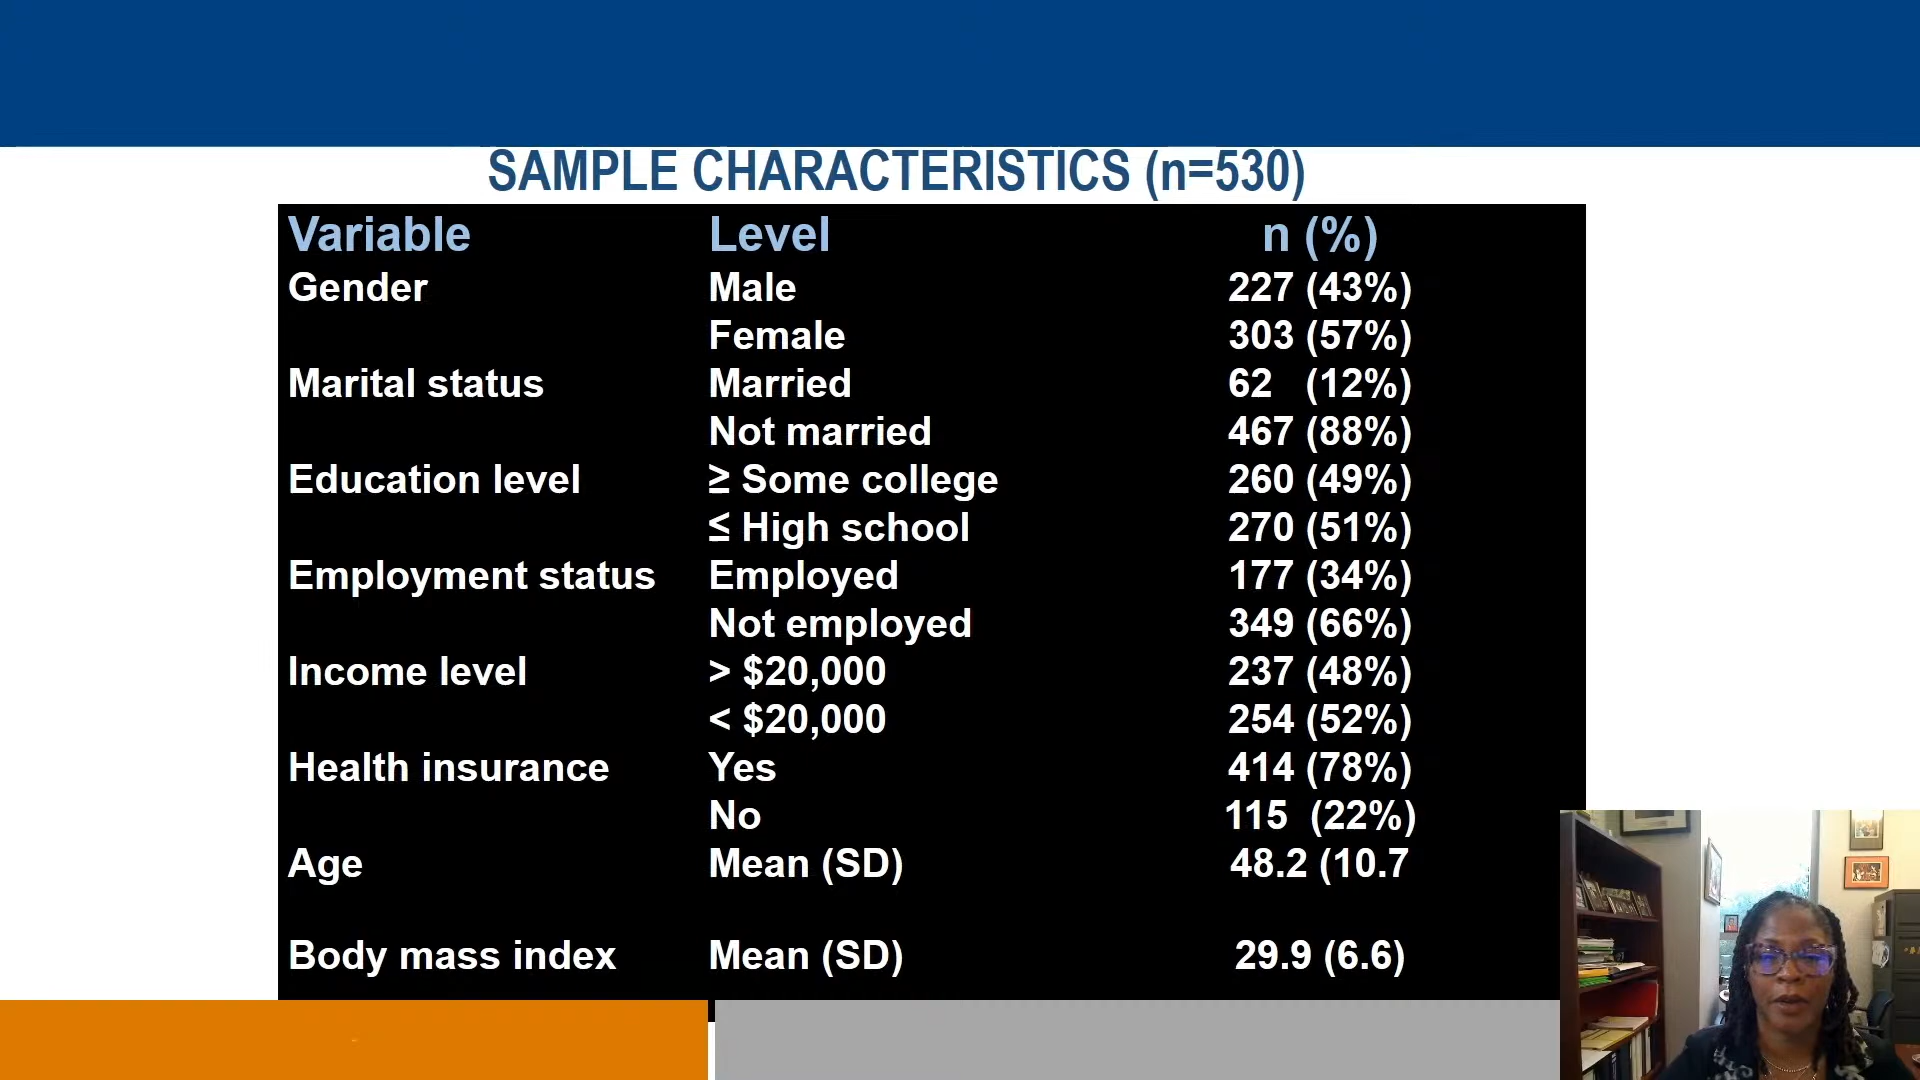 SAMPLE CHARACTERISTICS (n=530)
Variable Level n (%)
Gender Male 227 (43%)
Female 303 (57%)
Marital status Married 62 (12%)
Not married 467 (88%)
Education level ≥ Some college 260 (49%)
≤ High school 270 (51%)
Employment status Employed 177 (34%)
Not employed 349 (66%)
Income level > $20,000 237 (48%)
< $20,000 254 (52%)
Health insurance Yes 414 (78%)
No 115 (22%)
Age Mean (SD) 48.2 (10.7
Body mass index Mean (SD) 29.9 (6.6)